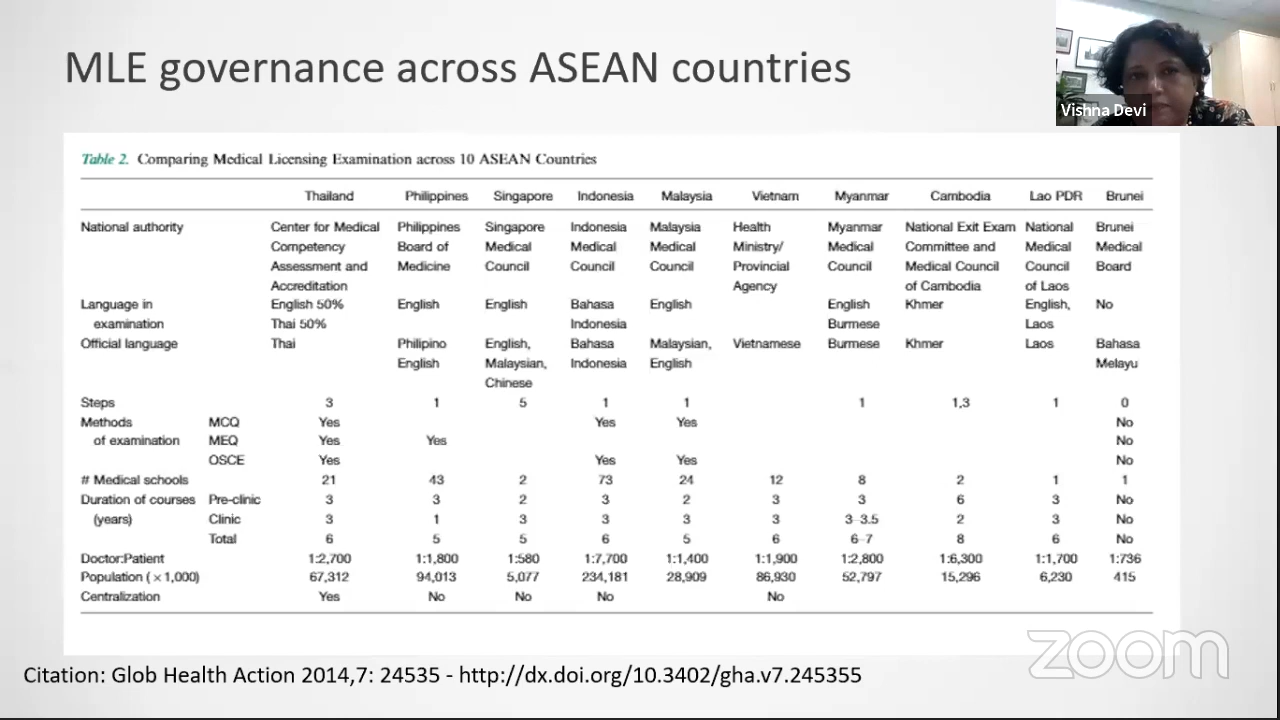 MLE governance across ASEAN countries
Vishna Devi
Table 2. Comparing Medical Licensing Examination across 10 ASEAN Countries
Thailand Philippines Singapore Indonesia Malaysia Vietnam Myanmar Cambodia Lao PDR Brunei
National authority Center for Medical Philippines Singapore Indonesia Malaysia Health Myanmar National Exit Exam National Brunei
Competency Board of Medical Medical Medical Ministry/ Medical Committee and Medical Medical
Assessment and Medicine Council Council Council Provincial Council Medical Council Council Board
Accreditation Agency of Cambodia of Laos
Language in English 50% English English Bahasa English English Khmer English, No
examination Thai 50% Indonesia Burmese Laos
Official language Thai Philipino English, Bahasa Malaysian, Vietnamese Burmese Khmer Laos Bahasa
English Malaysian, Indonesia English Melayu
Chinese
Steps 3 1 5 1 1 1 1,3 1 0
Methods MCQ Yes Yes Yes No
of examination MEQ Yes Yes No
OSCE Yes Yes Yes No
# Medical schools 21 43 2 73 24 12 8 2 1 1
Duration of courses Pre-clinic 3 3 2 3 2 3 3 6 3 No
(years) Clinic 3 1 3 3 3 3 3–3.5 2 3 No
Total 6 5 5 6 5 6 6–7 8 6 No
Doctor:Patient 1:2,700 1:1,800 1:580 1:7,700 1:1,400 1:1,900 1:2,800 1:6,300 1:1,700 1:736
Population (×1,000) 67,312 94,013 5,077 234,181 28,909 86,930 52,797 15,296 6,230 415
Centralization Yes No No No No
zoom
Citation: Glob Health Action 2014,7: 24535 - http://dx.doi.org/10.3402/gha.v7.245355